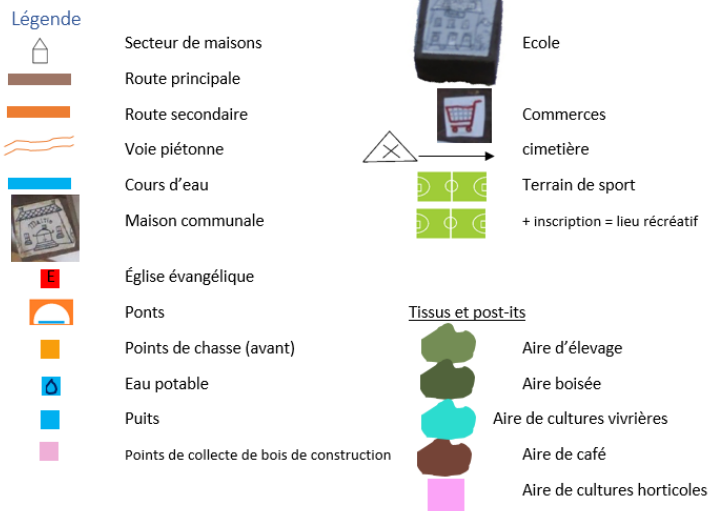 Légende
Secteur de maisons
Route principale
Route secondaire
Voie piétonne
Cours d'eau
Maison communale
E
Église évangélique
Ponts
Points de chasse (avant)
Eau potable
Puits
Points de collecte de bois de construction
Ecole
Commerces
cimetière
Terrain de sport
+ inscription = lieu récréatif
Tissus et post-its
Aire d'élevage
Aire boisée
Aire de cultures vivrières
Aire de café
Aire de cultures horticoles